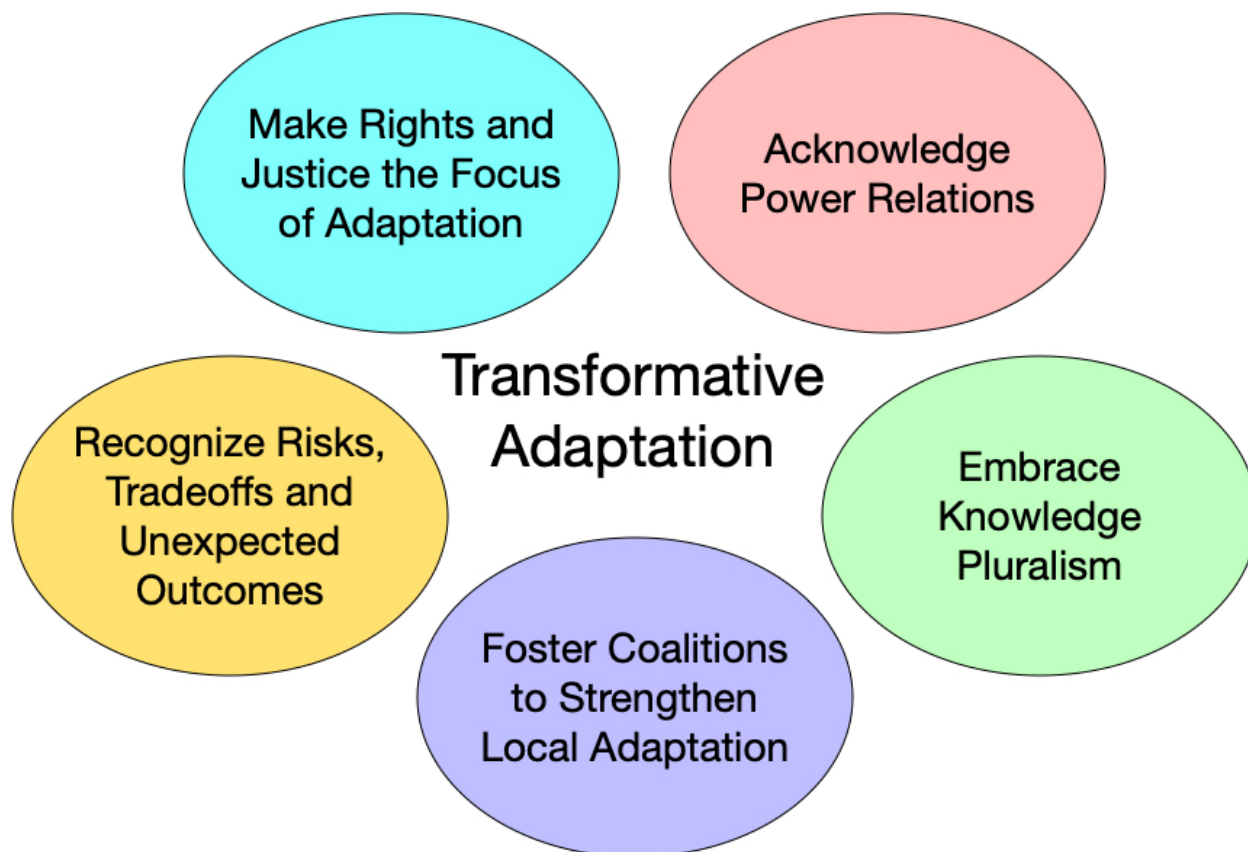 Make Rights and
Justice the Focus
of Adaptation
Acknowledge
Power Relations
Transformative
Adaptation
Recognize Risks,
Tradeoffs and
Unexpected
Outcomes
Embrace
Knowledge
Pluralism
Foster Coalitions
to Strengthen
Local Adaptation